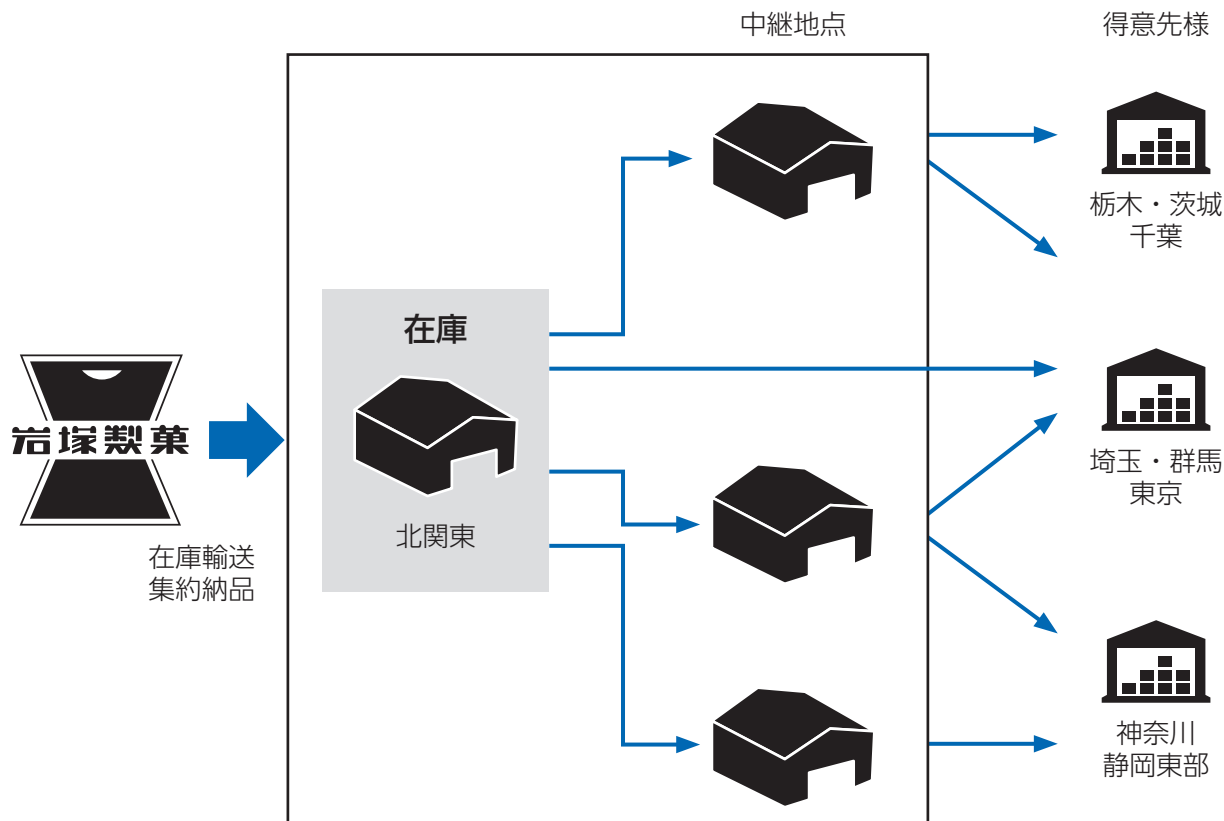 中継地点
得意先様
栃木・茨城
千葉
在庫
岩塚製菓
北関東
埼玉・群馬
東京
在庫輸送
集約納品
神奈川
静岡東部